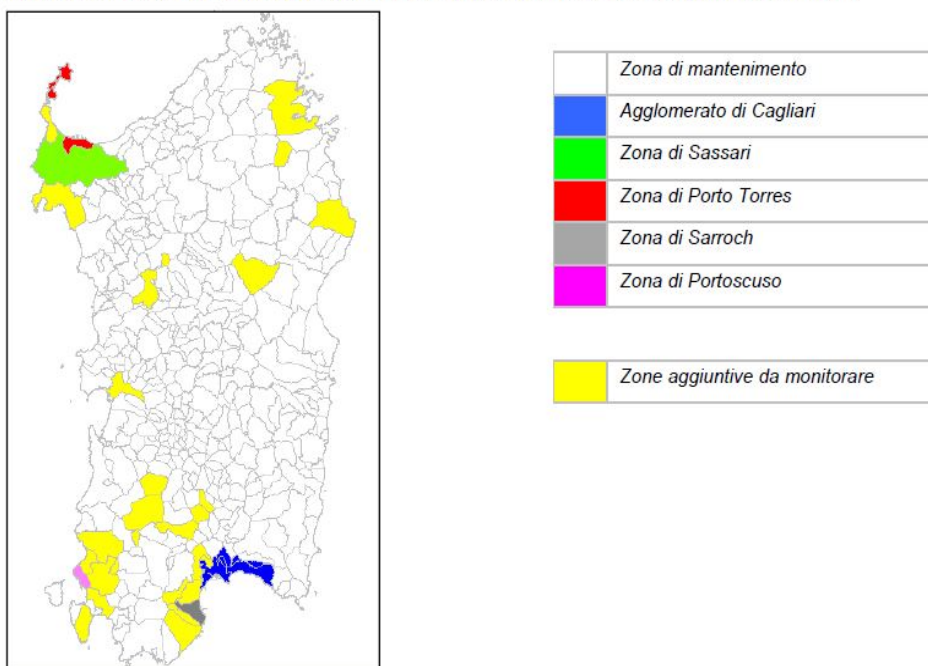 Zona di mantenimento
Agglomerato di Cagliari
Zona di Sassari
Zona di Porto Torres
Zona di Sarroch
Zona di Portoscuso
Zone aggiuntive da monitorare